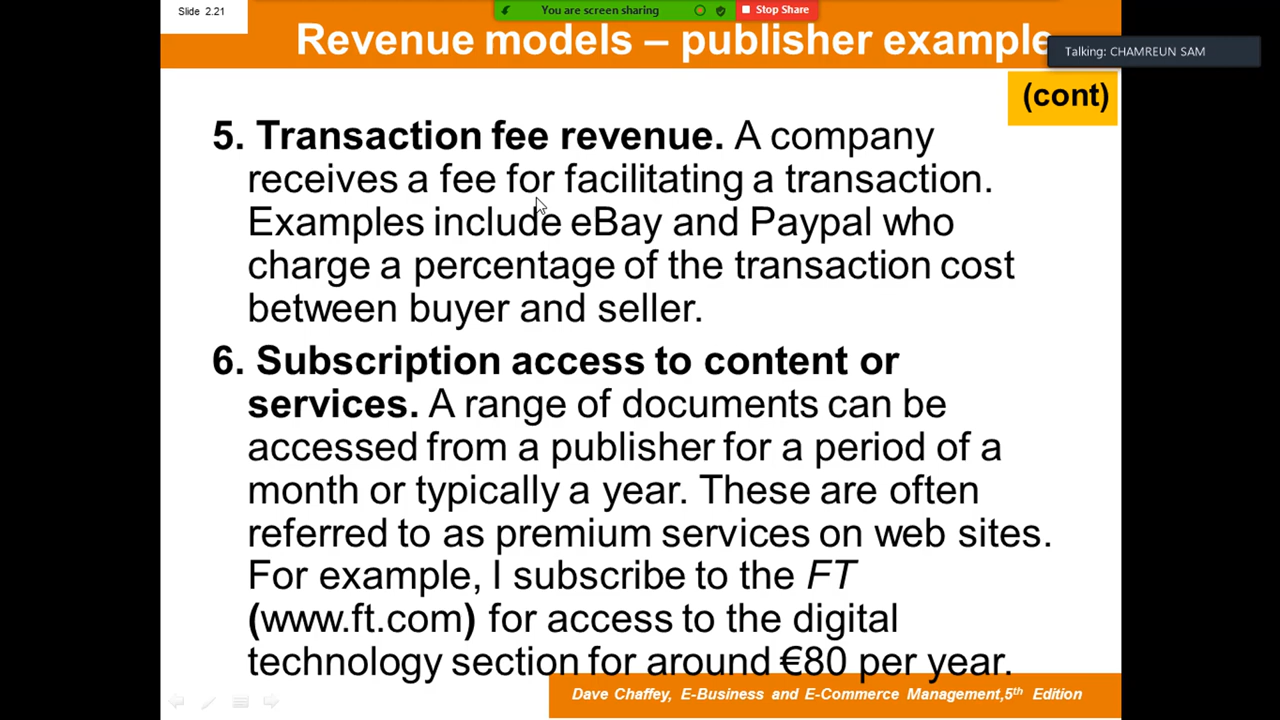 Slide 2.21
You are screen sharing
Stop Share
Revenue models – publisher example
Talking: CHAMREUN SAM
(cont)
5. Transaction fee revenue. A company
receives a fee for facilitating a transaction.
Examples include eBay and Paypal who
charge a percentage of the transaction cost
between buyer and seller.
6. Subscription access to content or
services. A range of documents can be
accessed from a publisher for a period of a
month or typically a year. These are often
referred to as premium services on web sites.
For example, I subscribe to the FT
(www.ft.com) for access to the digital
technology section for around €80 per year.
Dave Chaffey, E-Business and E-Commerce Management,5th Edition